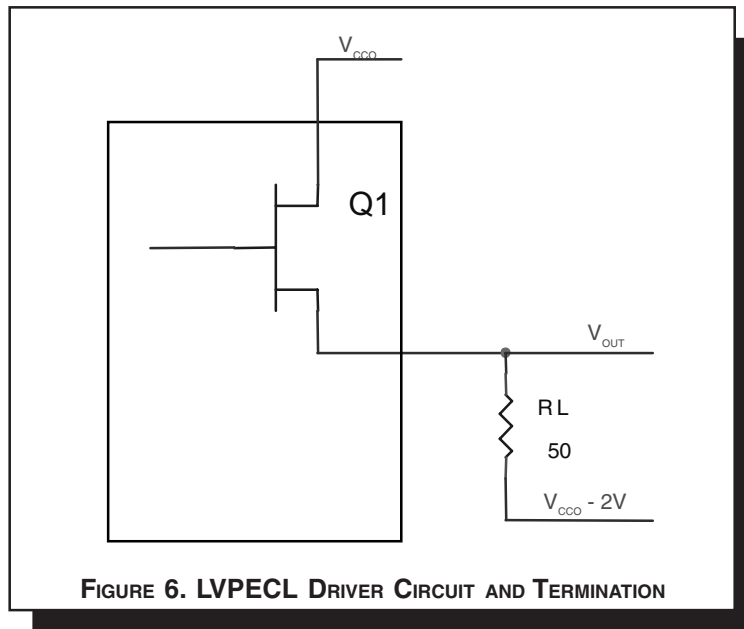 V_CCO
Q1
V_OUT
RL
50
V_CCO - 2V
FIGURE 6. LVPECL DRIVER CIRCUIT AND TERMINATION